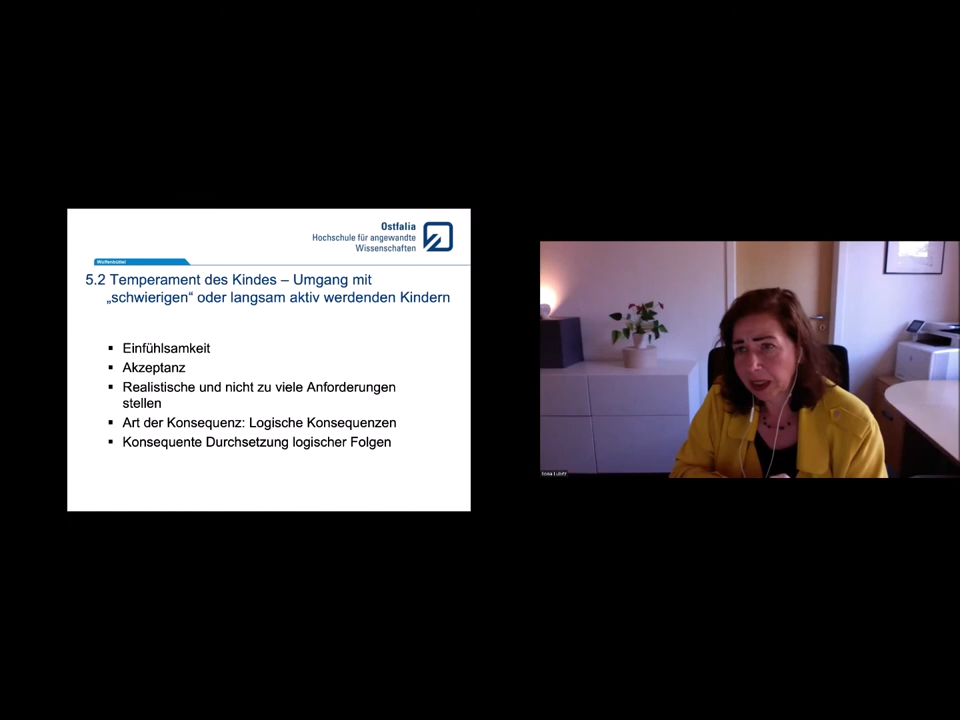 Ostfalia
Hochschule für angewandte
Wissenschaften
Wolfenbüttel
5.2 Temperament des Kindes – Umgang mit
„schwierigen“ oder langsam aktiv werdenden Kindern
▪ Einfühlsamkeit
▪ Akzeptanz
▪ Realistische und nicht zu viele Anforderungen
stellen
▪ Art der Konsequenz: Logische Konsequenzen
▪ Konsequente Durchsetzung logischer Folgen